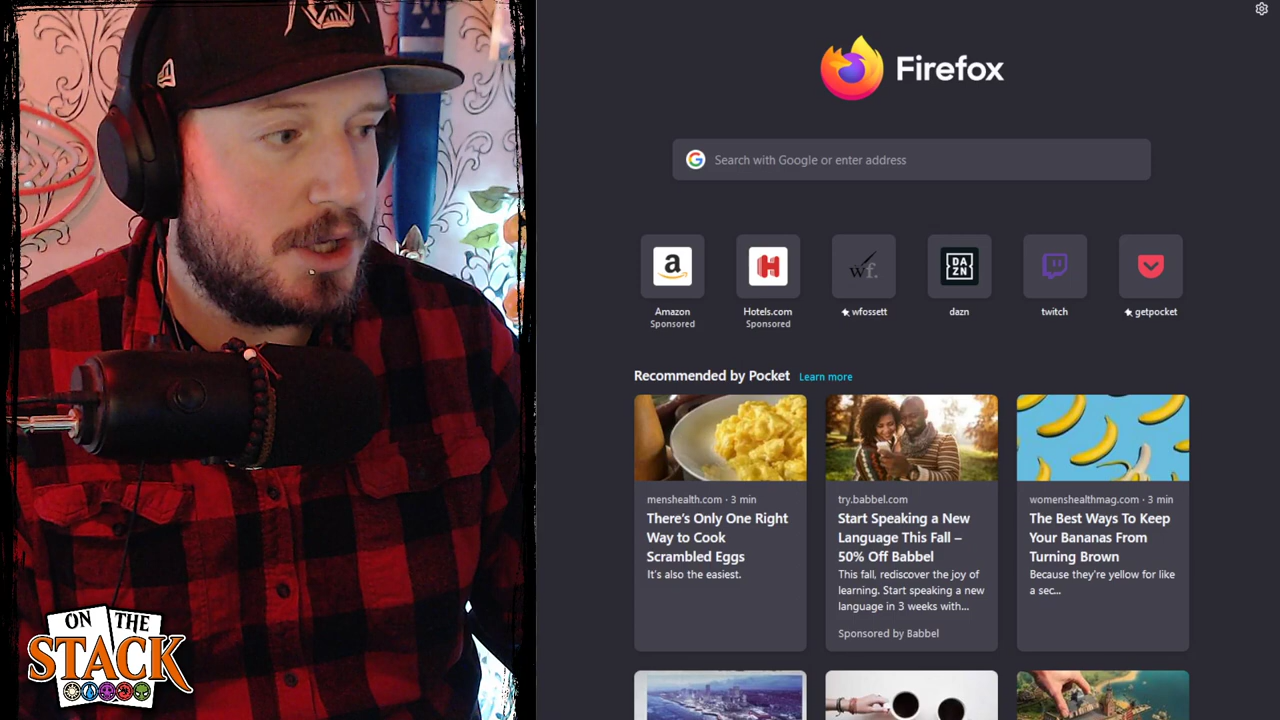 ON THE
STACK
Firefox
Search with Google or enter address
a
Amazon
Sponsored
H
Hotels.com
Sponsored
wf.
wfossett
DA
ZN
dazn
twitch
getpocket
Recommended by Pocket Learn more
menshealth.com · 3 min
There’s Only One Right
Way to Cook
Scrambled Eggs
It's also the easiest.
try.babbel.com
Start Speaking a New
Language This Fall –
50% Off Babbel
This fall, rediscover the joy of
learning. Start speaking a new
language in 3 weeks with...
Sponsored by Babbel
womenshealthmag.com · 3 min
The Best Ways To Keep
Your Bananas From
Turning Brown
Because they're yellow for like
a sec...